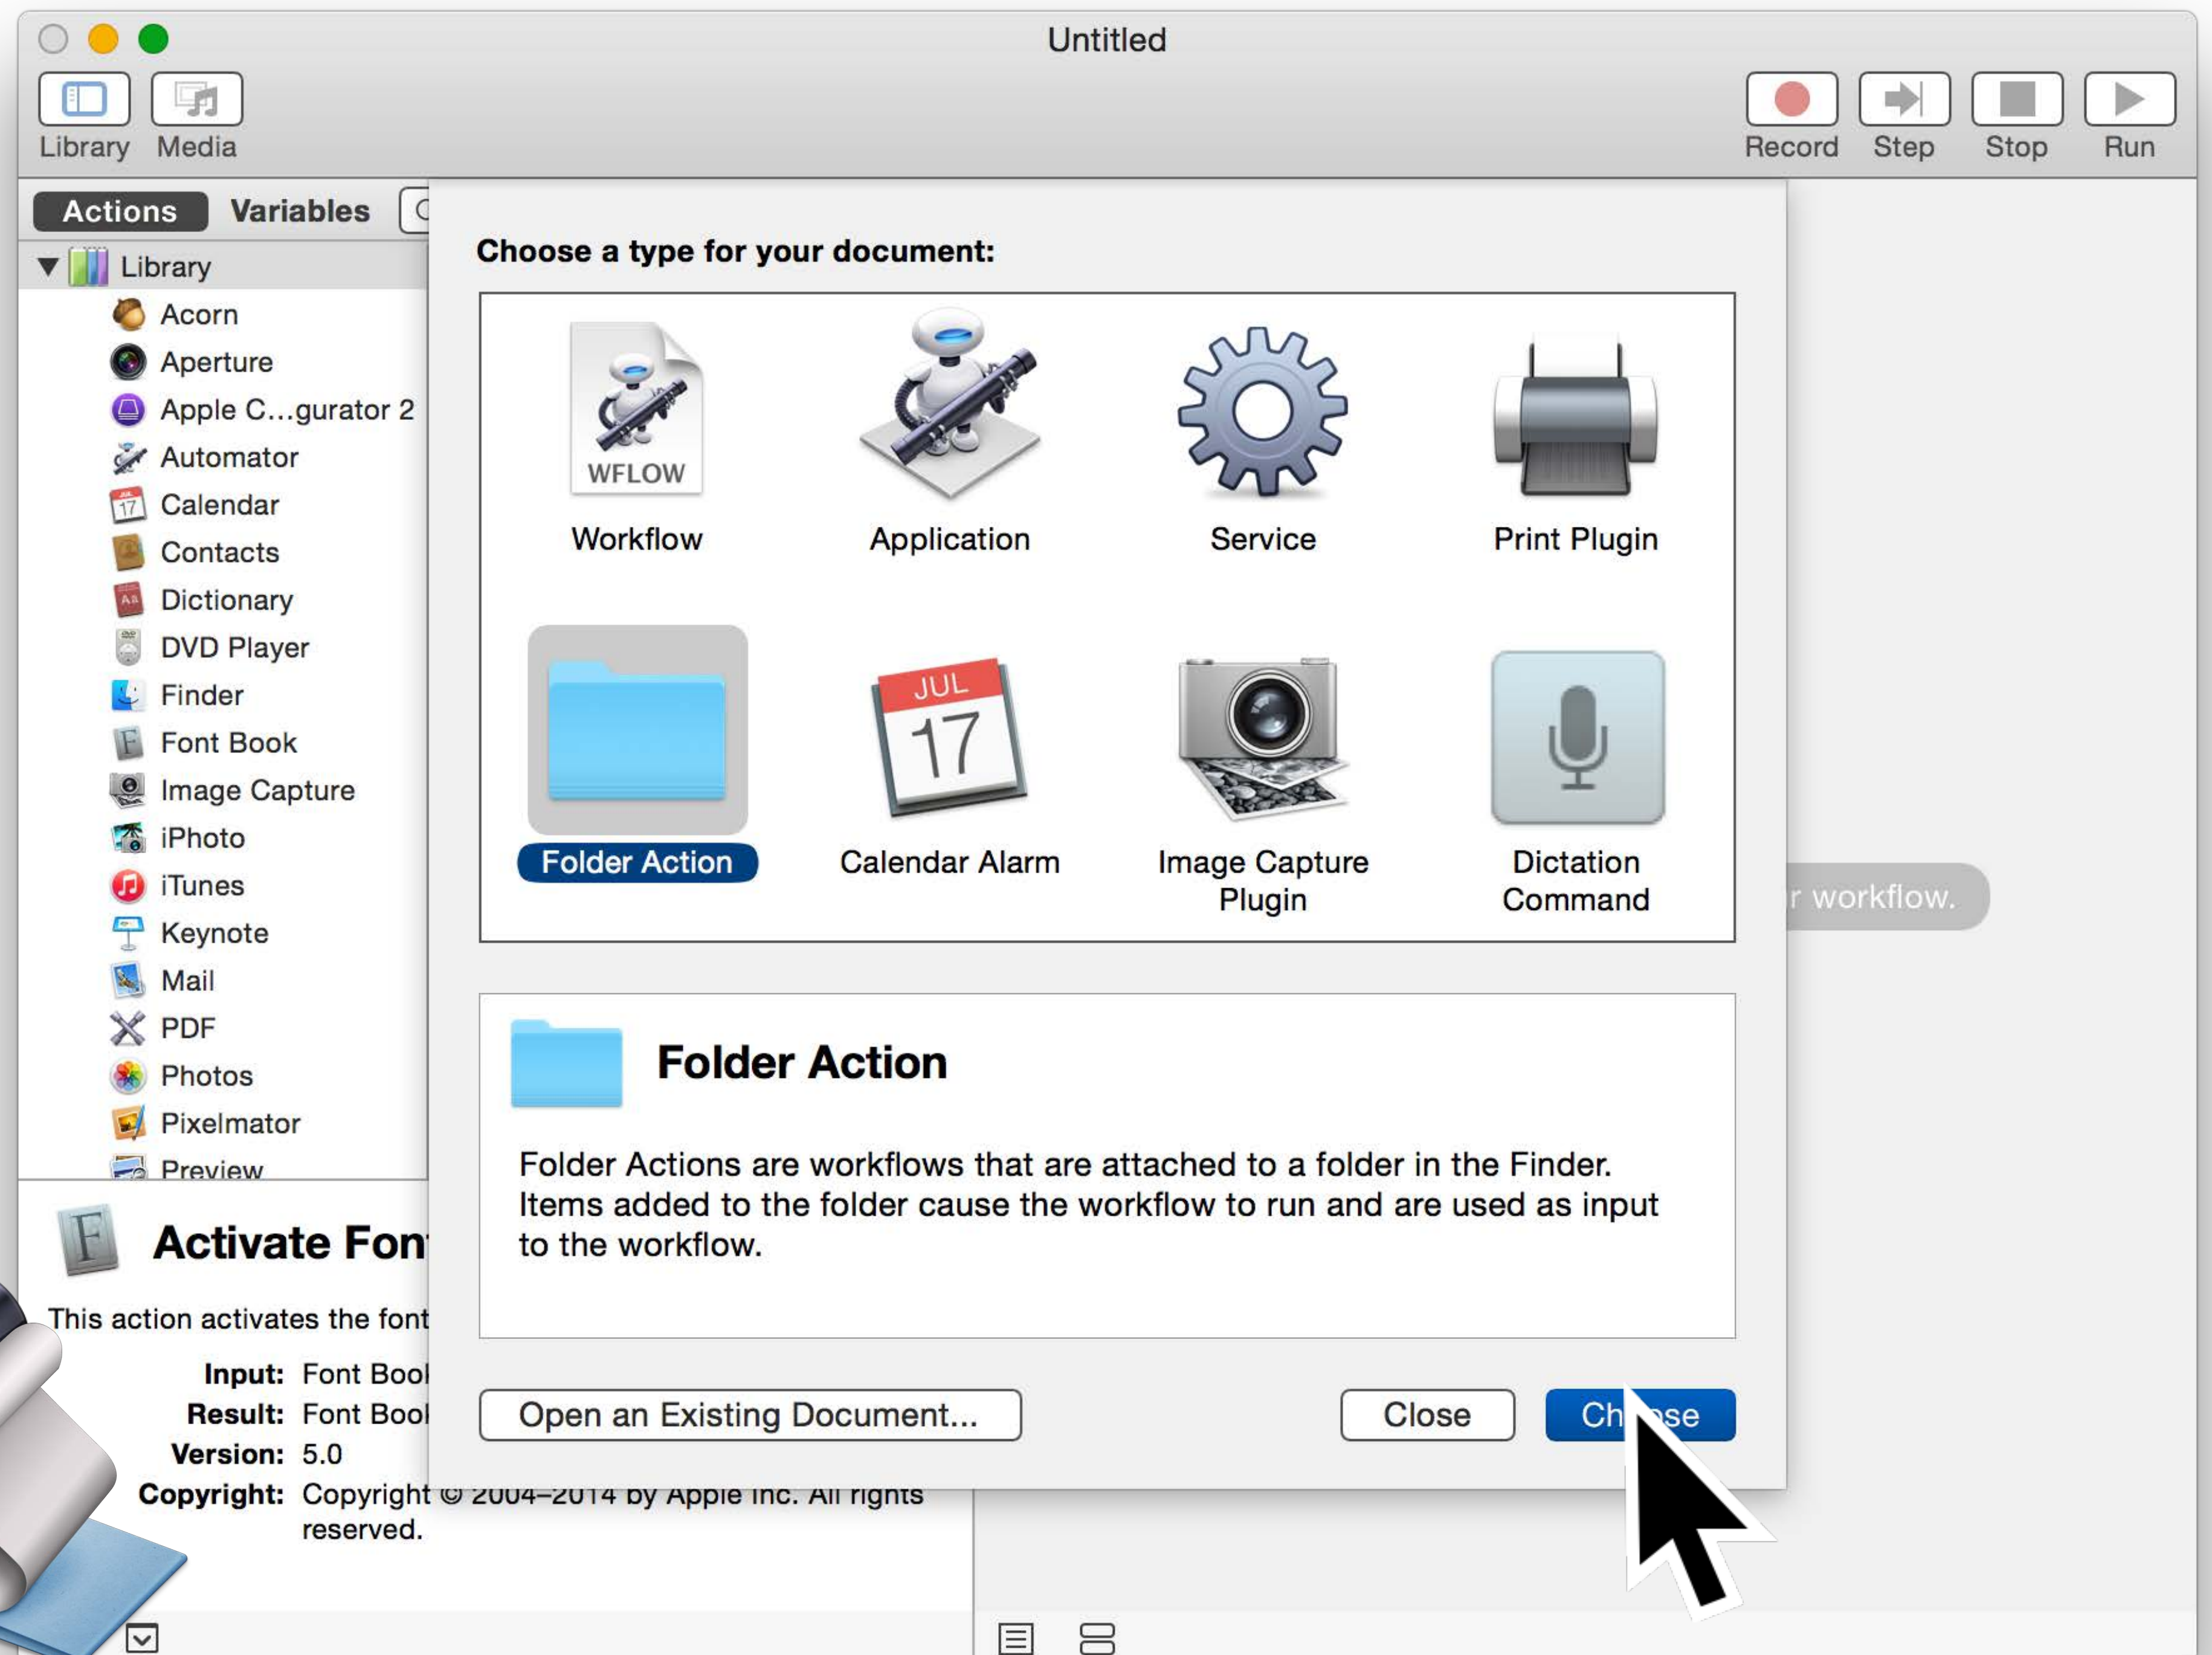 Untitled
Library Media
Record Step Stop Run
Actions Variables
Library
Acorn
Aperture
Apple C...gurator 2
Automator
Calendar
Contacts
Dictionary
DVD Player
Finder
Font Book
Image Capture
iPhoto
iTunes
Keynote
Mail
PDF
Photos
Pixelmator
Preview
Choose a type for your document:
WFLOW
Workflow Application Service Print Plugin
JUL
17
Folder Action Calendar Alarm Image Capture Plugin Dictation Command
workflow.
Folder Action
Folder Actions are workflows that are attached to a folder in the Finder.
Items added to the folder cause the workflow to run and are used as input
to the workflow.
Open an Existing Document... Close
Activate
This action activates the font
Input: Font
Result: Font
Version: 5.0
Copyright: Copyright © 2004–2014 by Apple Inc. All rights
reserved.